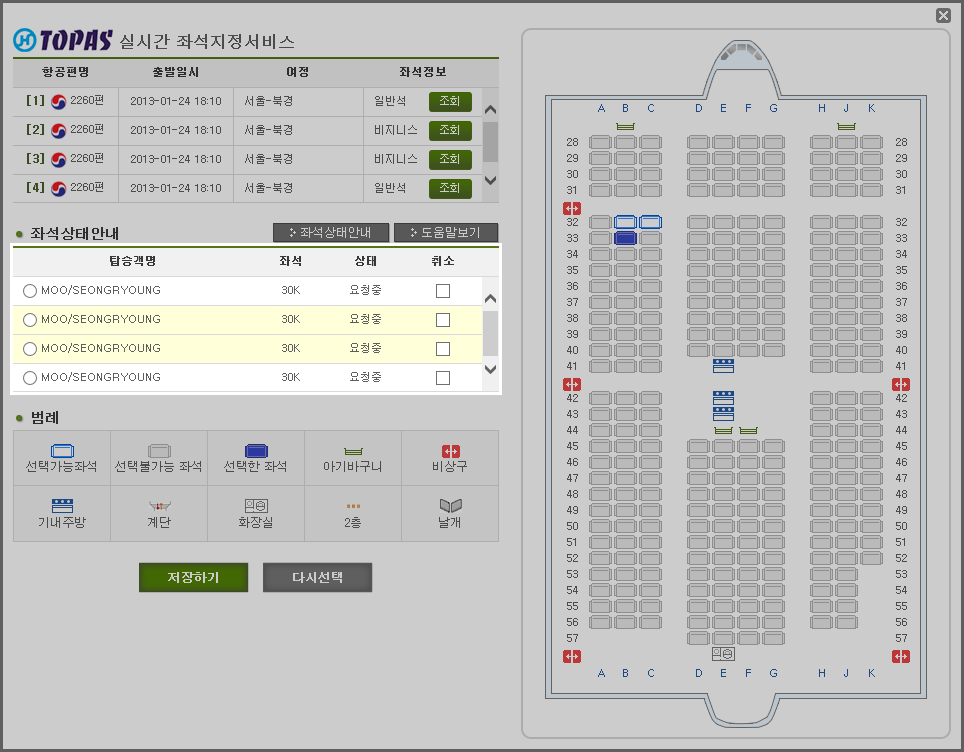 TOPAS 실시간 좌석지정서비스
항공편명 출발일시 여정 좌석정보
[1] 2260편 2013-01-24 18:10 서울-북경 일반석 조회
[2] 2260편 2013-01-24 18:10 서울-북경 비지니스 조회
[3] 2260편 2013-01-24 18:10 서울-북경 비지니스 조회
[4] 2260편 2013-01-24 18:10 서울-북경 일반석 조회
좌석상태안내 좌석상태안내 도움말보기
탑승객명 좌석 상태 취소
MOO/SEONGRYOUNG 30K 요청중
MOO/SEONGRYOUNG 30K 요청중
MOO/SEONGRYOUNG 30K 요청중
MOO/SEONGRYOUNG 30K 요청중
범례
선택가능좌석 선택불가능 좌석 선택한 좌석 아기바구니 비상구
기내주방 계단 화장실 2층 날개
저장하기 다시선택
A B C D E F G H J K
28 28
29 29
30 30
31 31
32 32
33 33
34 34
35 35
36 36
37 37
38 38
39 39
40 40
41 41
42 42
43 43
44 44
45 45
46 46
47 47
48 48
49 49
50 50
51 51
52 52
53 53
54 54
55 55
56 56
57 57
A B C D E F G H J K